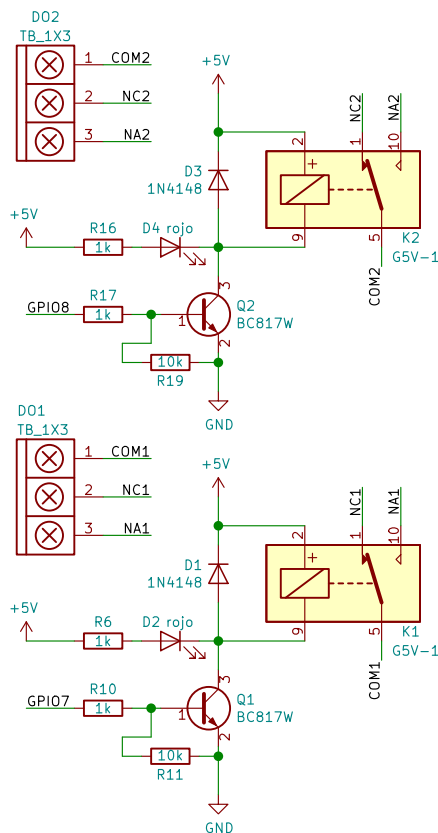 DO2
TB_1X3
1 COM2
2 NC2
3 NA2
+5V
NC2
NA2
2
1
10
+
D3
1N4148
9
5
K2
G5V-1
COM2
+5V
R16
1k
D4 rojo
GPIO8
R17
1k
1
3
Q2
BC817W
2
10k
R19
GND
DO1
TB_1X3
1 COM1
2 NC1
3 NA1
+5V
NC1
NA1
2
1
10
+
D1
1N4148
9
5
K1
G5V-1
COM1
+5V
R6
1k
D2 rojo
GPIO7
R10
1k
1
3
Q1
BC817W
2
10k
R11
GND